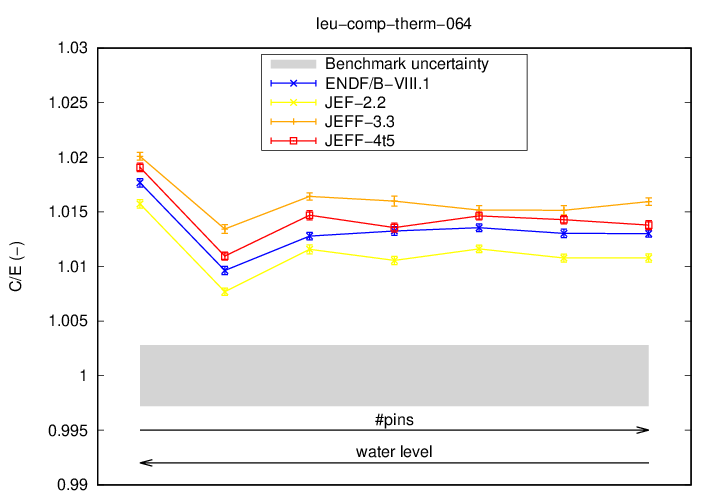 leu−comp−therm−064
1.03
1.025
1.02
1.015
1.01
1.005
1
0.995
0.99
C/E (−)
Benchmark uncertainty
ENDF/B−VIII.1
JEF−2.2
JEFF−3.3
JEFF−4t5
#pins
water level